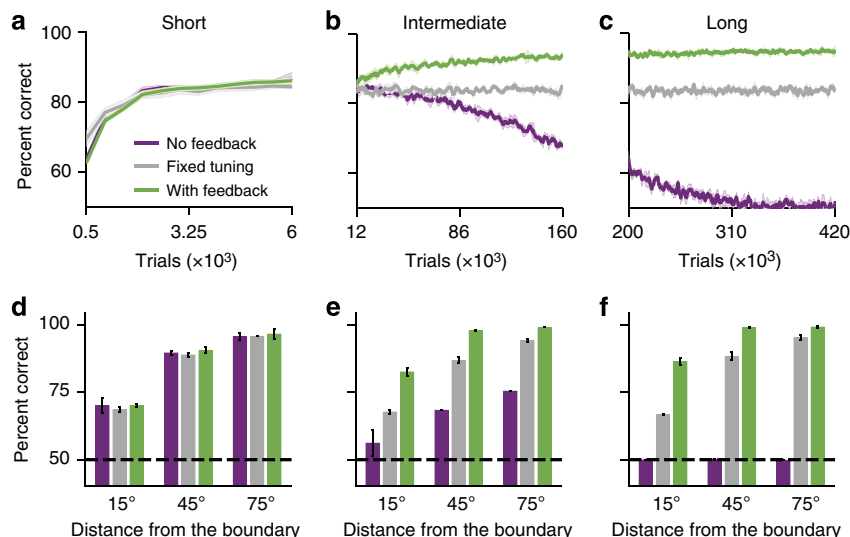 a Short
b Intermediate
c Long
Percent correct
100
80
60
No feedback
Fixed tuning
With feedback
0.5 3.25 6
12 86 160
200 310 420
Trials (×10³)
Trials (×10³)
Trials (×10³)
d
e
f
Percent correct
100
75
50
15° 45° 75°
15° 45° 75°
15° 45° 75°
Distance from the boundary
Distance from the boundary
Distance from the boundary